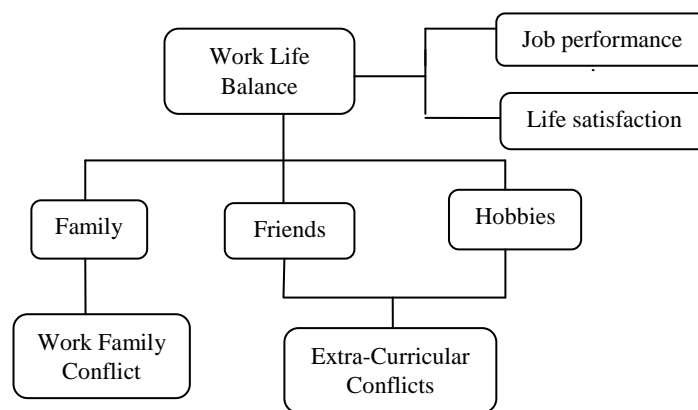 Work Life
Balance
Job performance
Life satisfaction
Family
Friends
Hobbies
Work Family
Conflict
Extra-Curricular
Conflicts